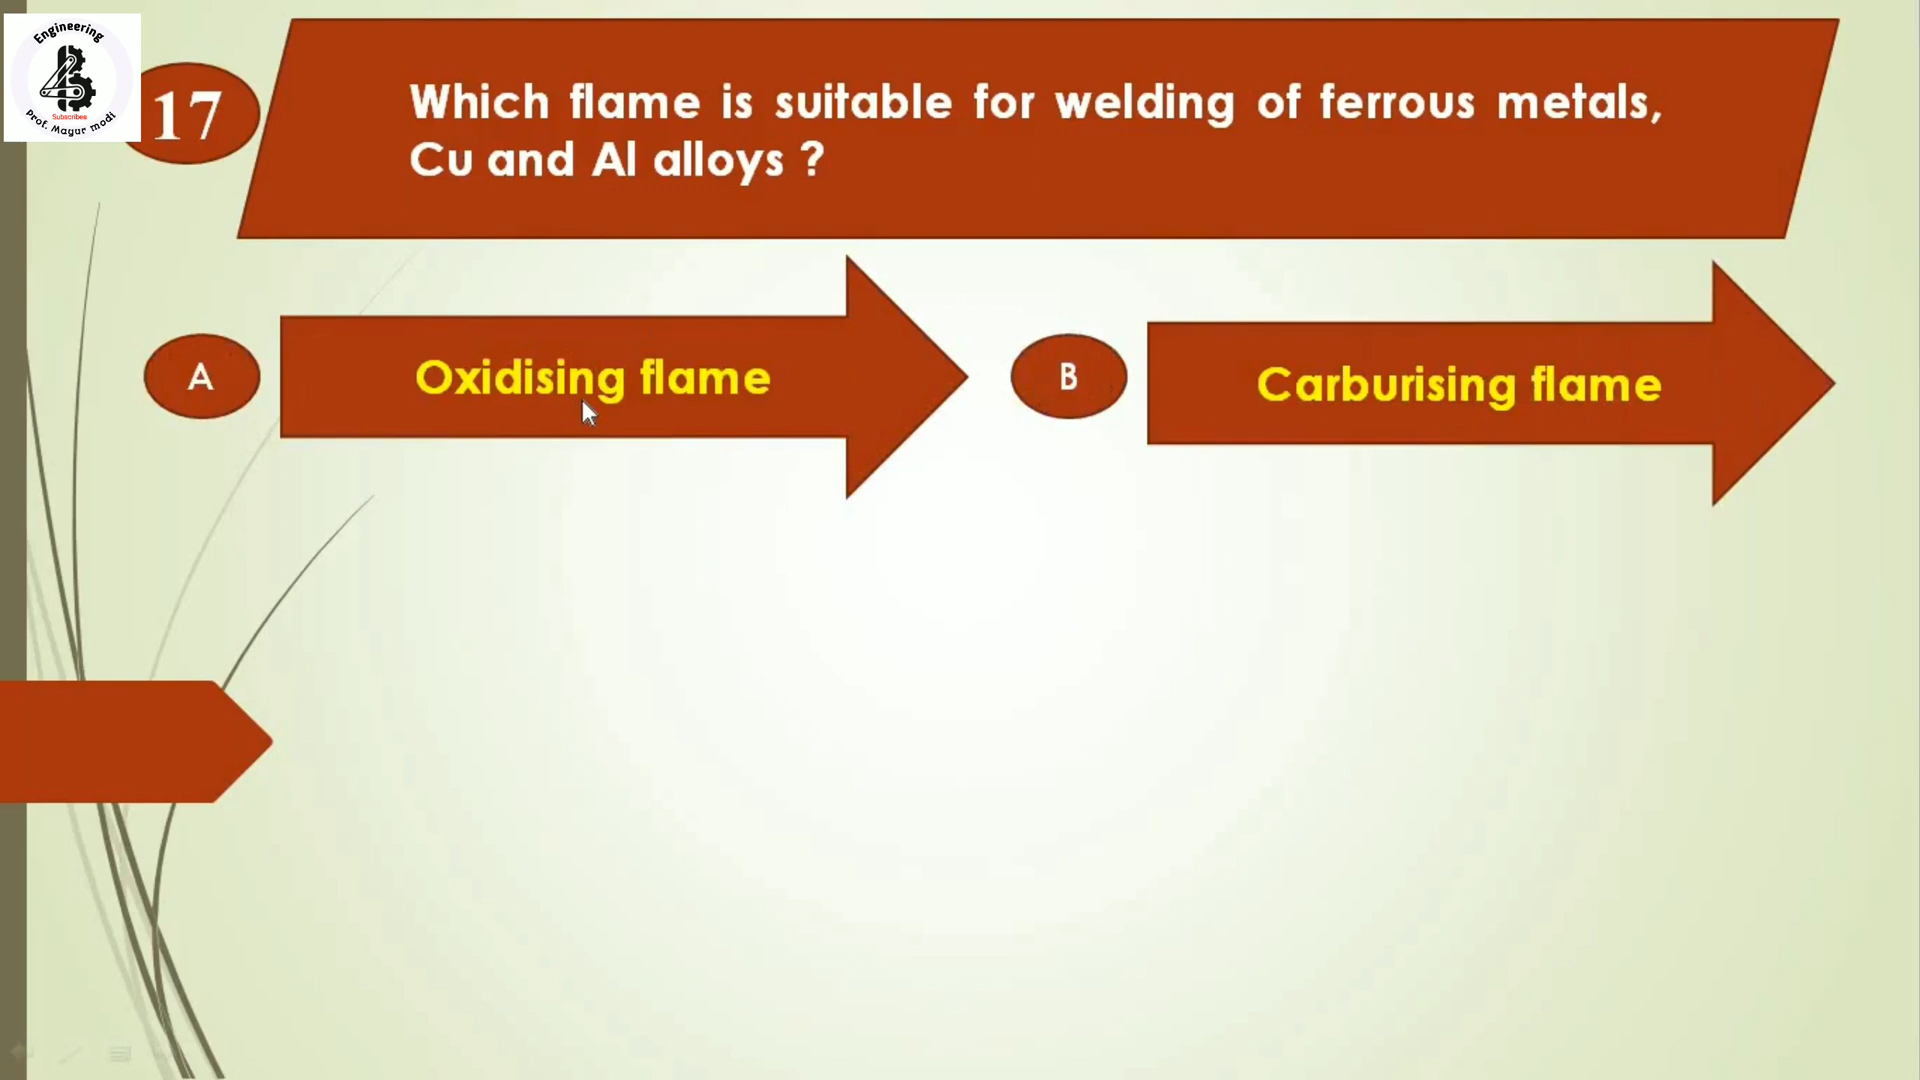 Engineering
Subscribes
Prof. Mayur modi
17
Which flame is suitable for welding of ferrous metals,
Cu and Al alloys ?
A
Oxidising flame
B
Carburising flame